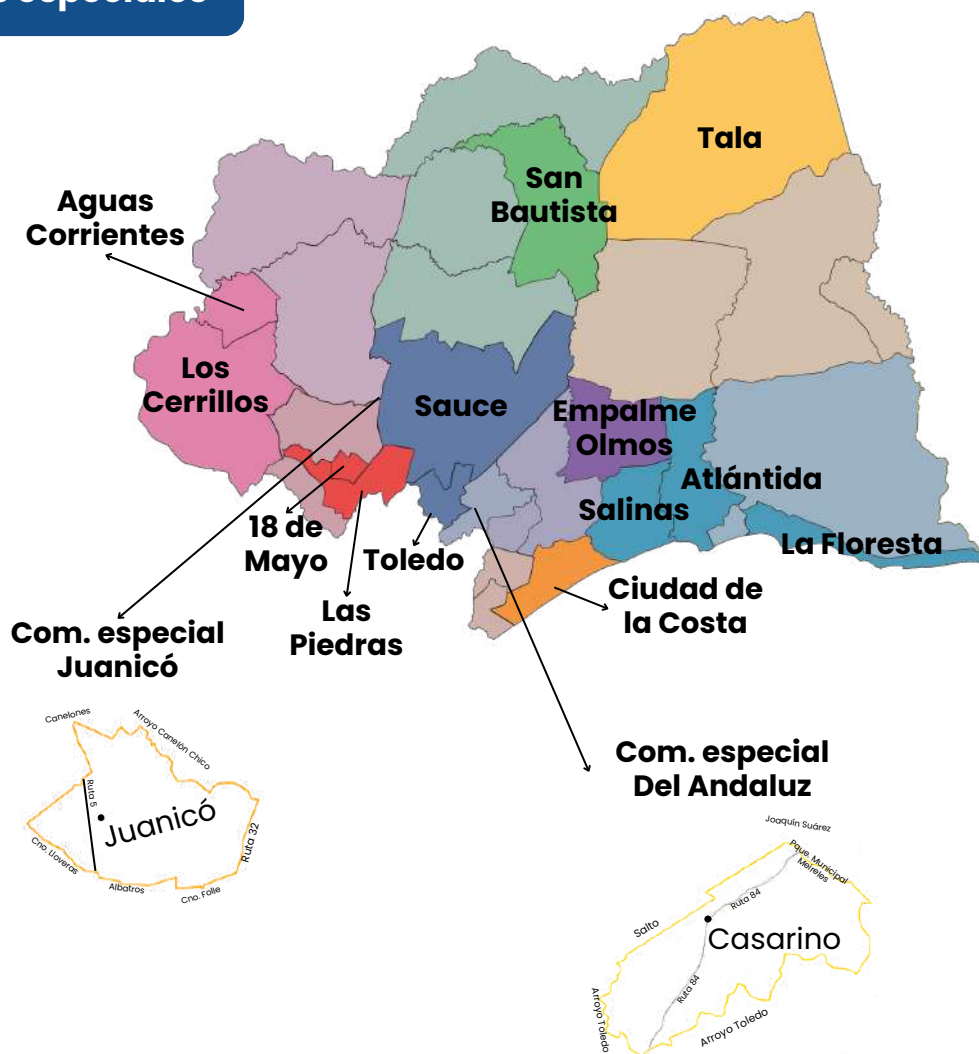 especiales
Tala
San
Bautista
Aguas
Corrientes
Los
Cerrillos
Sauce
Empalme
Olmos
Atlántida
Salinas
La Floresta
18 de
Mayo
Toledo
Las
Piedras
Ciudad de
la Costa
Com. especial
Juanicó
Canelones
Arroyo Canelón Chico
Ruta 5
Juanicó
Ruta 32
Cno. Lloveras
Albatros
Cno. Folle
Com. especial
Del Andaluz
Joaquín Suárez
Pque. Municipal
Meireles
Ruta 84
Salto
Casarino
Ruta 84
Arroyo Toledo
Arroyo Toledo